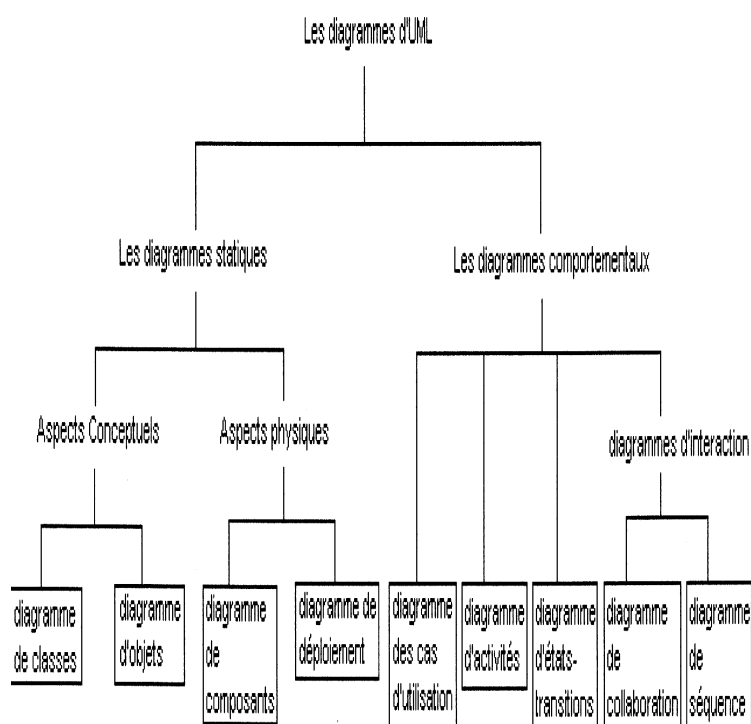 Les diagrammes d'UML
Les diagrammes statiques
Les diagrammes comportementaux
Aspects Conceptuels
Aspects physiques
diagrammes d'interaction
diagramme
de classes
diagramme
d'objets
diagramme
de
composants
diagramme de
déploiement
diagramme
des cas
d'utilisation
diagramme
d'activités
diagramme
d'états-
transitions
diagramme
de
collaboration
diagramme
de
séquence